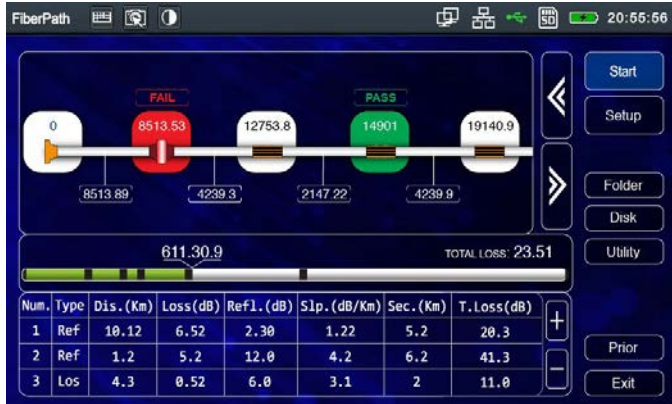 FiberPath SD 20:55:56
FAIL PASS
0 8513.53 12753.8 14901 19140.9
8513.89 4239.3 2147.22 4239.9
611.30.9 TOTAL LOSS: 23.51
Num. Type Dis.(Km) Loss(dB) Refl.(dB) Slp.(dB/Km) Sec.(Km) T.Loss(dB)
1 Ref 10.12 6.52 2.30 1.22 5.2 20.3
2 Ref 1.2 5.2 12.0 4.2 6.2 41.3
3 Los 4.3 0.52 6.0 3.1 2 11.0
+
−
Start
Setup
Folder
Disk
Utility
Prior
Exit